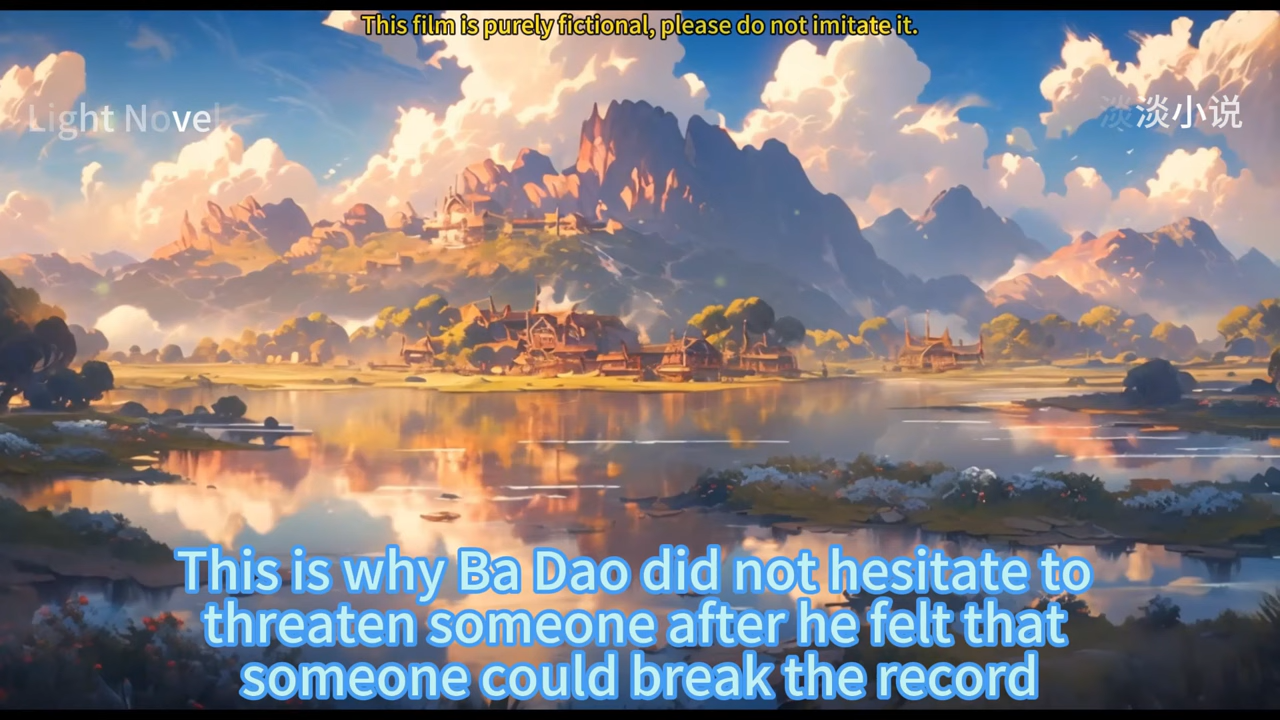 This film is purely fictional, please do not imitate it.
Light Novel
淡淡小说
This is why Ba Dao did not hesitate to
threaten someone after he felt that
someone could break the record